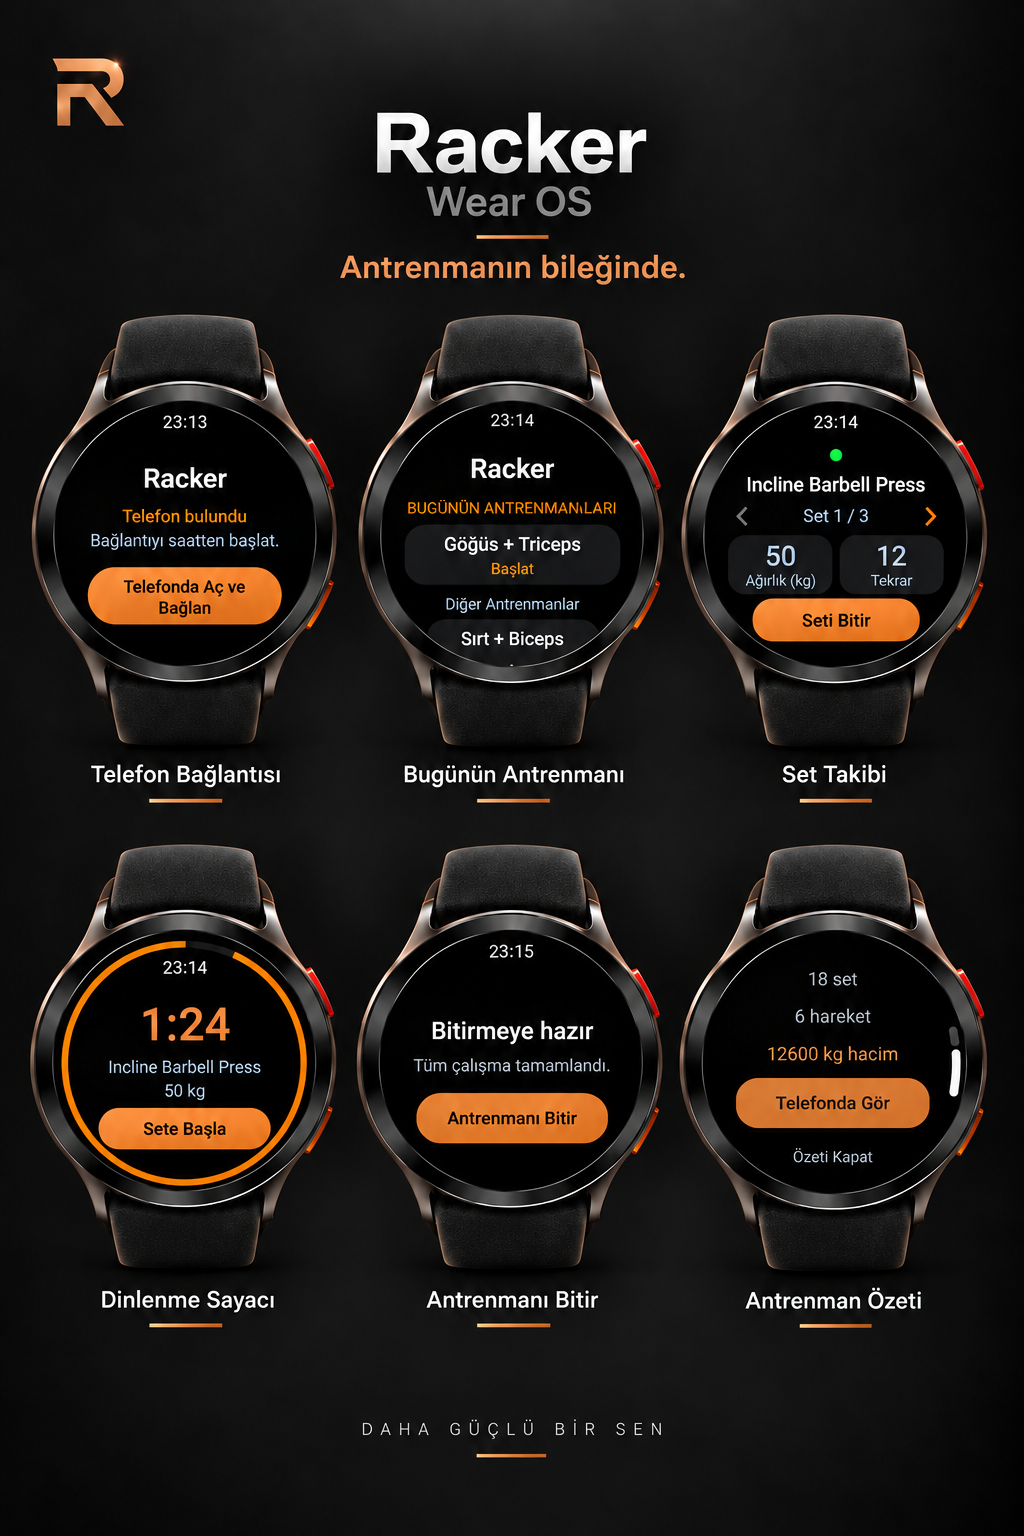 R
Racker
Wear OS
Antrenmanın bileğinde.
23:13
Racker
Telefon bulundu
Bağlantıyı saatten başlat.
Telefonda Aç ve
Bağlan
Telefon Bağlantısı
23:14
Racker
BUGÜNÜN ANTRENMANLARI
Göğüs + Triceps
Başlat
Diğer Antrenmanlar
Sırt + Biceps
Bugünün Antrenmanı
23:14
Incline Barbell Press
Set 1 / 3
50
Ağırlık (kg)
12
Tekrar
Seti Bitir
Set Takibi
23:14
1:24
Incline Barbell Press
50 kg
Sete Başla
Dinlenme Sayacı
23:15
Bitirmeye hazır
Tüm çalışma tamamlandı.
Antrenmanı Bitir
Antrenmanı Bitir
18 set
6 hareket
12600 kg hacim
Telefonda Gör
Özeti Kapat
Antrenman Özeti
DAHA GÜÇLÜ BİR SEN